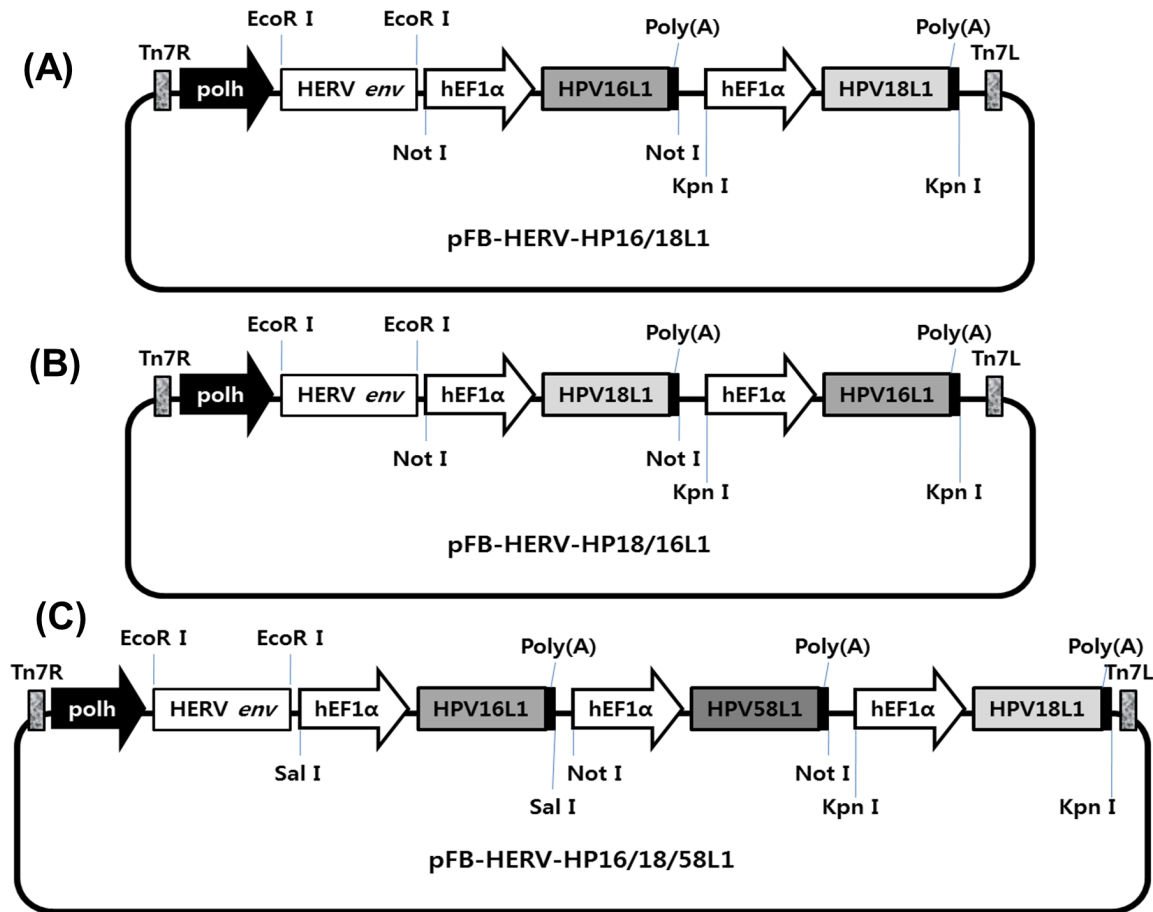 (A)
EcoR I EcoR I
Poly(A) Poly(A)
Tn7R Tn7L
polh HERV env hEF1α HPV16L1 hEF1α HPV18L1
Not I Not I
Kpn I Kpn I
pFB-HERV-HP16/18L1
(B)
EcoR I EcoR I
Poly(A) Poly(A)
Tn7R Tn7L
polh HERV env hEF1α HPV18L1 hEF1α HPV16L1
Not I Not I
Kpn I Kpn I
pFB-HERV-HP18/16L1
(C)
EcoR I EcoR I
Poly(A) Poly(A) Poly(A)
Tn7R Tn7L
polh HERV env hEF1α HPV16L1 hEF1α HPV58L1 hEF1α HPV18L1
Sal I Not I Not I
Sal I Kpn I Kpn I
pFB-HERV-HP16/18/58L1